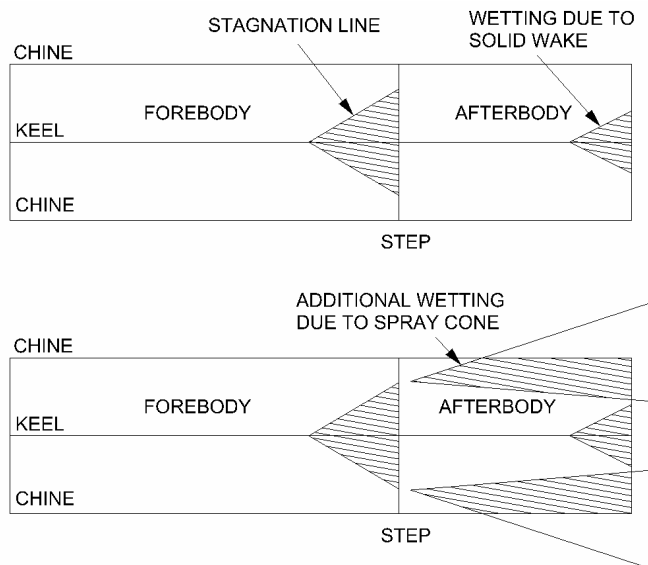 STAGNATION LINE
WETTING DUE TO
SOLID WAKE
CHINE
FOREBODY
AFTERBODY
KEEL
CHINE
STEP
ADDITIONAL WETTING
DUE TO SPRAY CONE
CHINE
FOREBODY
AFTERBODY
KEEL
CHINE
STEP